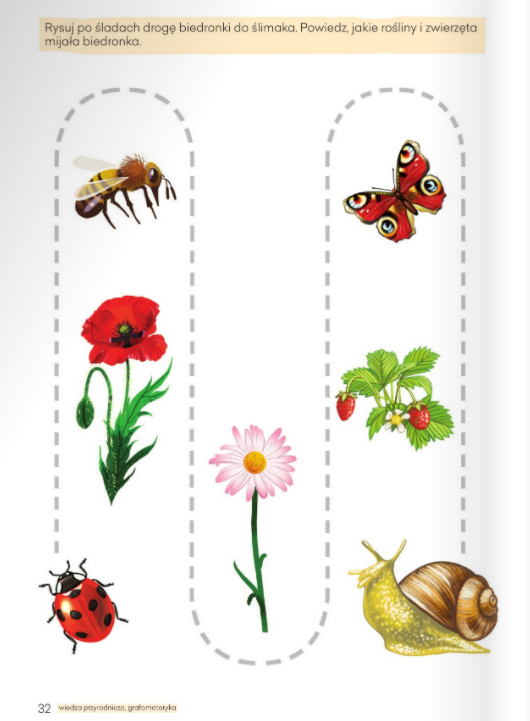 Rysuj po śladach drogę biedronki do ślimaka. Powiedz, jakie rośliny i zwierzęta
mijała biedronka.
32 wiedza przyrodnicza, grafomotoryka